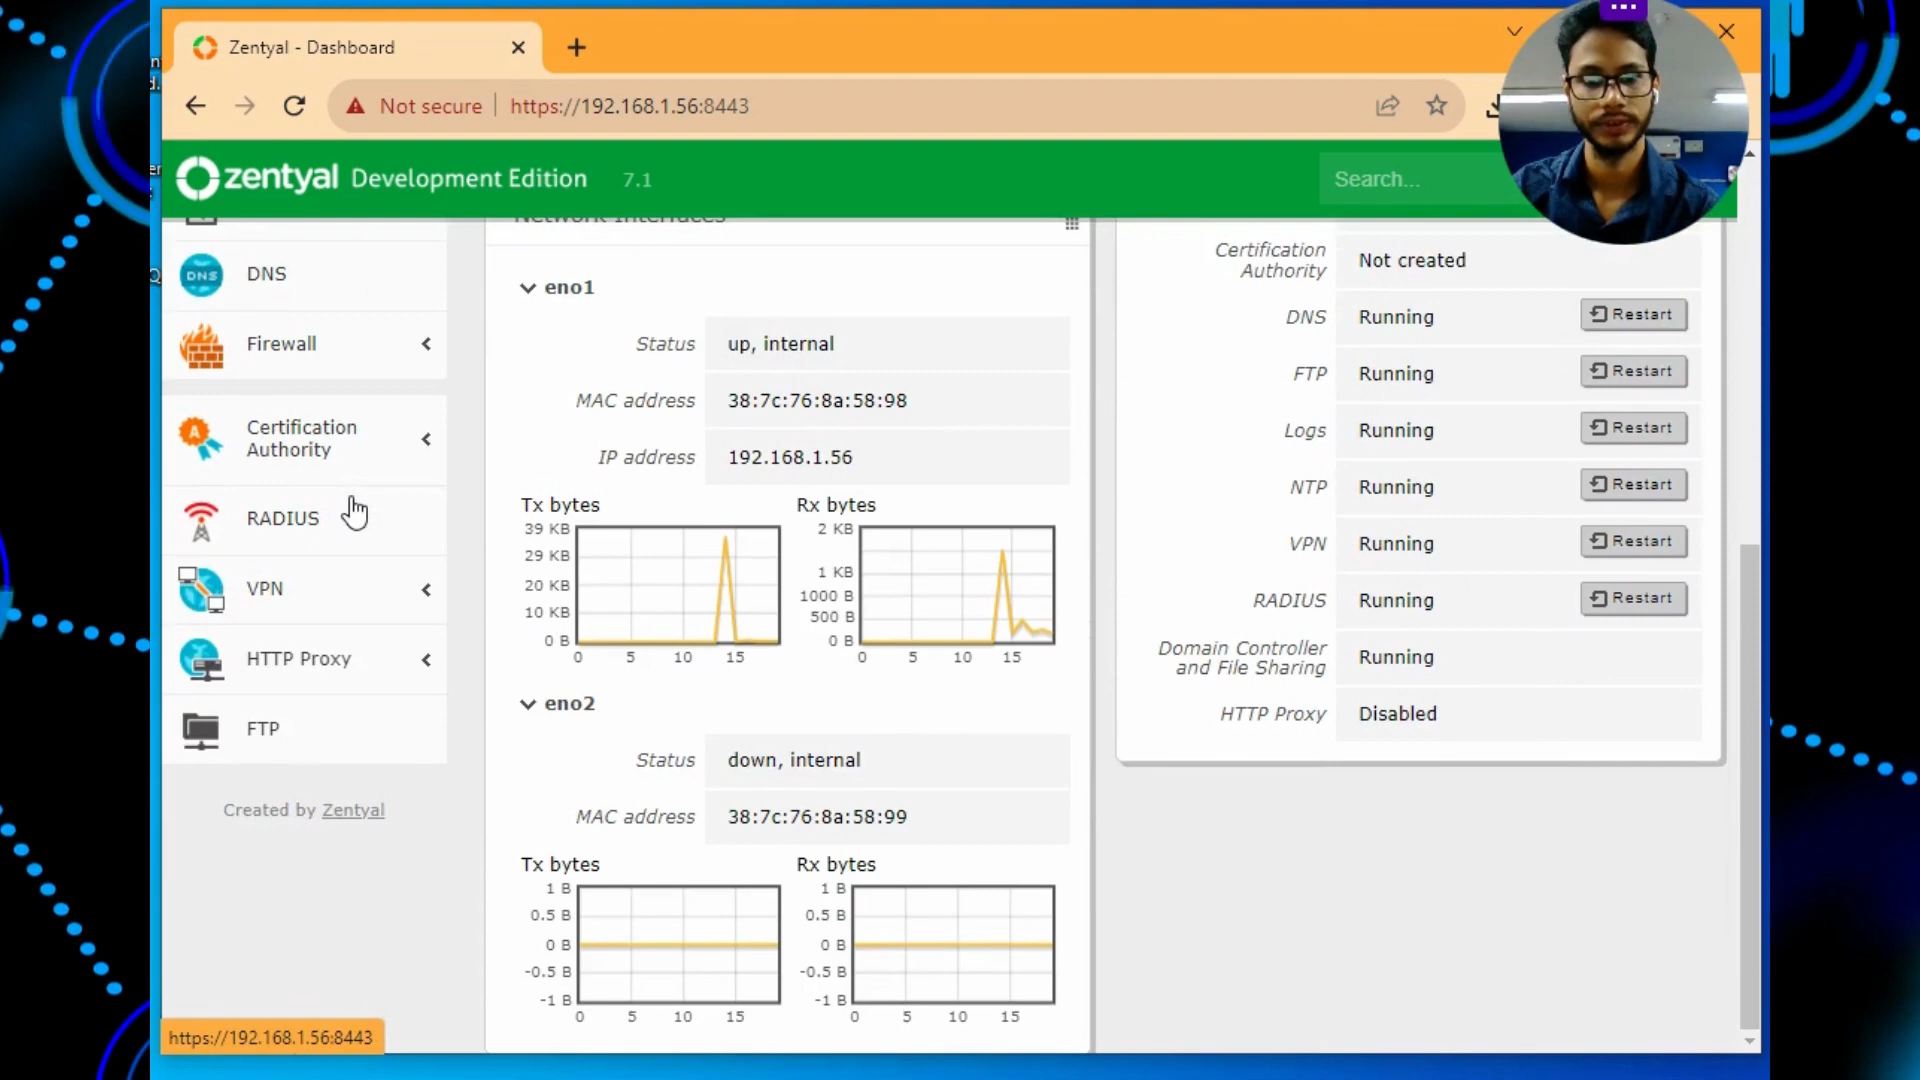 Zentyal - Dashboard
Not secure
https://192.168.1.56:8443
zentyal Development Edition 7.1
Search...
DNS
Firewall
Certification
Authority
RADIUS
VPN
HTTP Proxy
FTP
Created by Zentyal
https://192.168.1.56:8443
Network Interfaces
eno1
Status up, internal
MAC address 38:7c:76:8a:58:98
IP address 192.168.1.56
Tx bytes
39 KB
29 KB
20 KB
10 KB
0 B
0 5 10 15
Rx bytes
2 KB
1 KB
1000 B
500 B
0 B
0 5 10 15
eno2
Status down, internal
MAC address 38:7c:76:8a:58:99
Tx bytes
1 B
0.5 B
0 B
-0.5 B
-1 B
0 5 10 15
Rx bytes
1 B
0.5 B
0 B
-0.5 B
-1 B
0 5 10 15
Certification
Authority Not created
DNS Running Restart
FTP Running Restart
Logs Running Restart
NTP Running Restart
VPN Running Restart
RADIUS Running Restart
Domain Controller
and File Sharing Running
HTTP Proxy Disabled